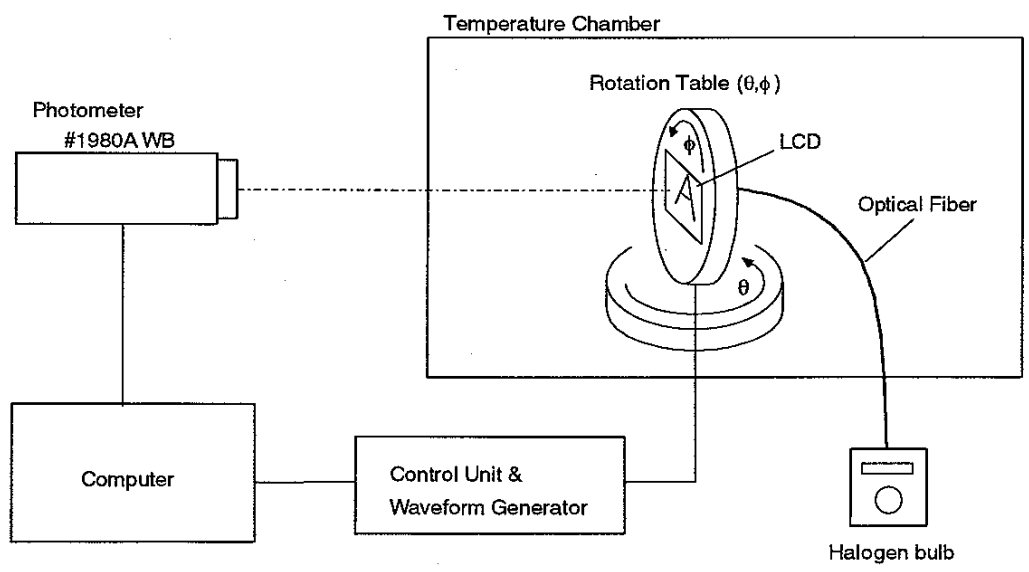 Temperature Chamber
Rotation Table (θ,ϕ)
Photometer
#1980A WB
ϕ
LCD
A
Optical Fiber
θ
Computer
Control Unit &
Waveform Generator
Halogen bulb